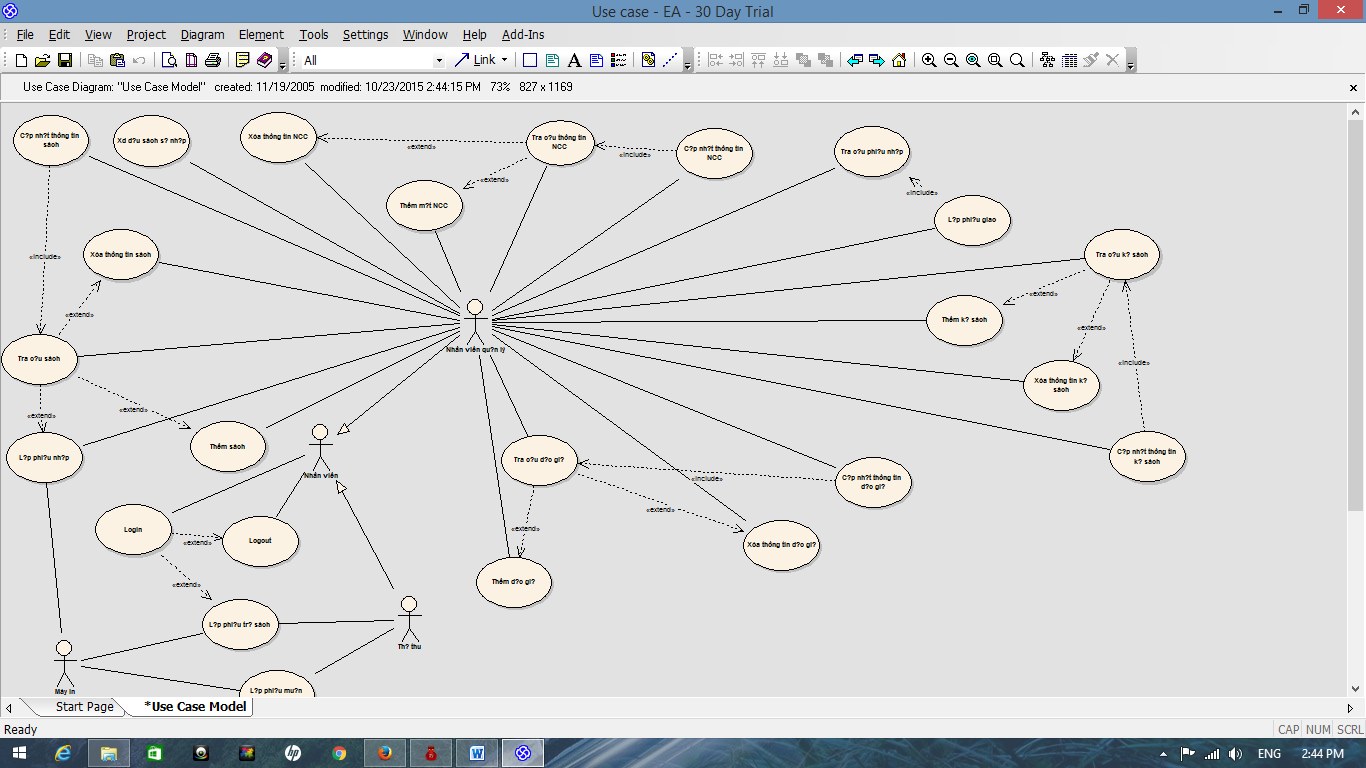 Use case - EA - 30 Day Trial
File Edit View Project Diagram Element Tools Settings Window Help Add-Ins
All
Link
A
Use Case Diagram: "Use Case Model" created: 11/19/2005 modified: 10/23/2015 2:44:15 PM 73% 827 x 1169
C?p nh?t thông tin
sách
Xd d?u sách s? nh?p
Xóa thông tin NCC
«extend»
Tra c?u thông tin
NCC
«include»
C?p nh?t thông tin
NCC
Tra c?u phi?u nh?p
«extend»
Thêm m?t NCC
«include»
L?p phi?u giao
«include»
Xóa thông tin sách
Tra c?u k? sách
«extend»
«extend»
Thêm k? sách
«extend»
Nhân viên qu?n lý
Tra c?u sách
«include»
Xóa thông tin k?
sách
«extend»
«extend»
Thêm sách
L?p phi?u nh?p
Nhân viên
Tra c?u d?c gi?
C?p nh?t thông tin
k? sách
«include»
C?p nh?t thông tin
d?c gi?
«extend»
Login
«extend»
Logout
«extend»
Xóa thông tin d?c gi?
«extend»
Thêm d?c gi?
L?p phi?u tr? sách
Th? thu
Máy in
L?p phi?u mu?n
Start Page
*Use Case Model
Ready
CAP NUM SCRL
hp
W
ENG
2:44 PM